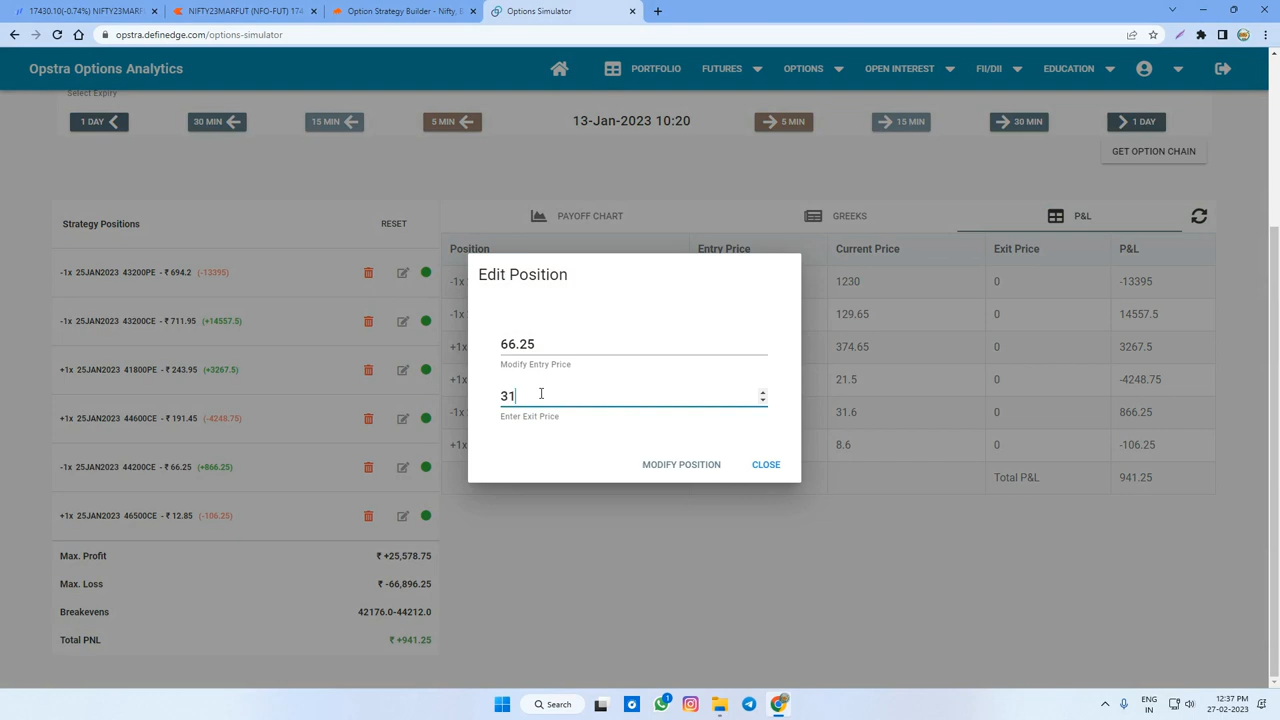 17430.10(-0.74%) NIFTY23MARF
NIFTY23MARFUT (NFO-FUT) 174
Option Strategy Builder - Nifty, E
Options Simulator
opstra.definedge.com/options-simulator
Opstra Options Analytics
PORTFOLIO
FUTURES
OPTIONS
OPEN INTEREST
FII/DII
EDUCATION
Select Expiry
1 DAY
30 MIN
15 MIN
5 MIN
13-Jan-2023 10:20
5 MIN
15 MIN
30 MIN
1 DAY
GET OPTION CHAIN
Strategy Positions
RESET
PAYOFF CHART
GREEKS
P&L
Position
Entry Price
Current Price
Exit Price
P&L
-1x 25JAN2023 43200PE - ₹ 694.2 (-13395)
-1x
1230
0
-13395
-1x 25JAN2023 43200CE - ₹ 711.95 (+14557.5)
-1x
129.65
0
14557.5
+1x 25JAN2023 41800PE - ₹ 243.95 (+3267.5)
+1x
374.65
0
3267.5
+1x 25JAN2023 44600CE - ₹ 191.45 (-4248.75)
+1x
21.5
0
-4248.75
-1x 25JAN2023 44200CE - ₹ 66.25 (+866.25)
-1x
31.6
0
866.25
+1x 25JAN2023 46500CE - ₹ 12.85 (-106.25)
+1x
8.6
0
-106.25
Total P&L
941.25
Max. Profit
₹ +25,578.75
Max. Loss
₹ -66,896.25
Breakevens
42176.0-44212.0
Total PNL
₹ +941.25
Edit Position
66.25
Modify Entry Price
31
Enter Exit Price
MODIFY POSITION
CLOSE
Search
1
ENG
IN
12:37 PM
27-02-2023